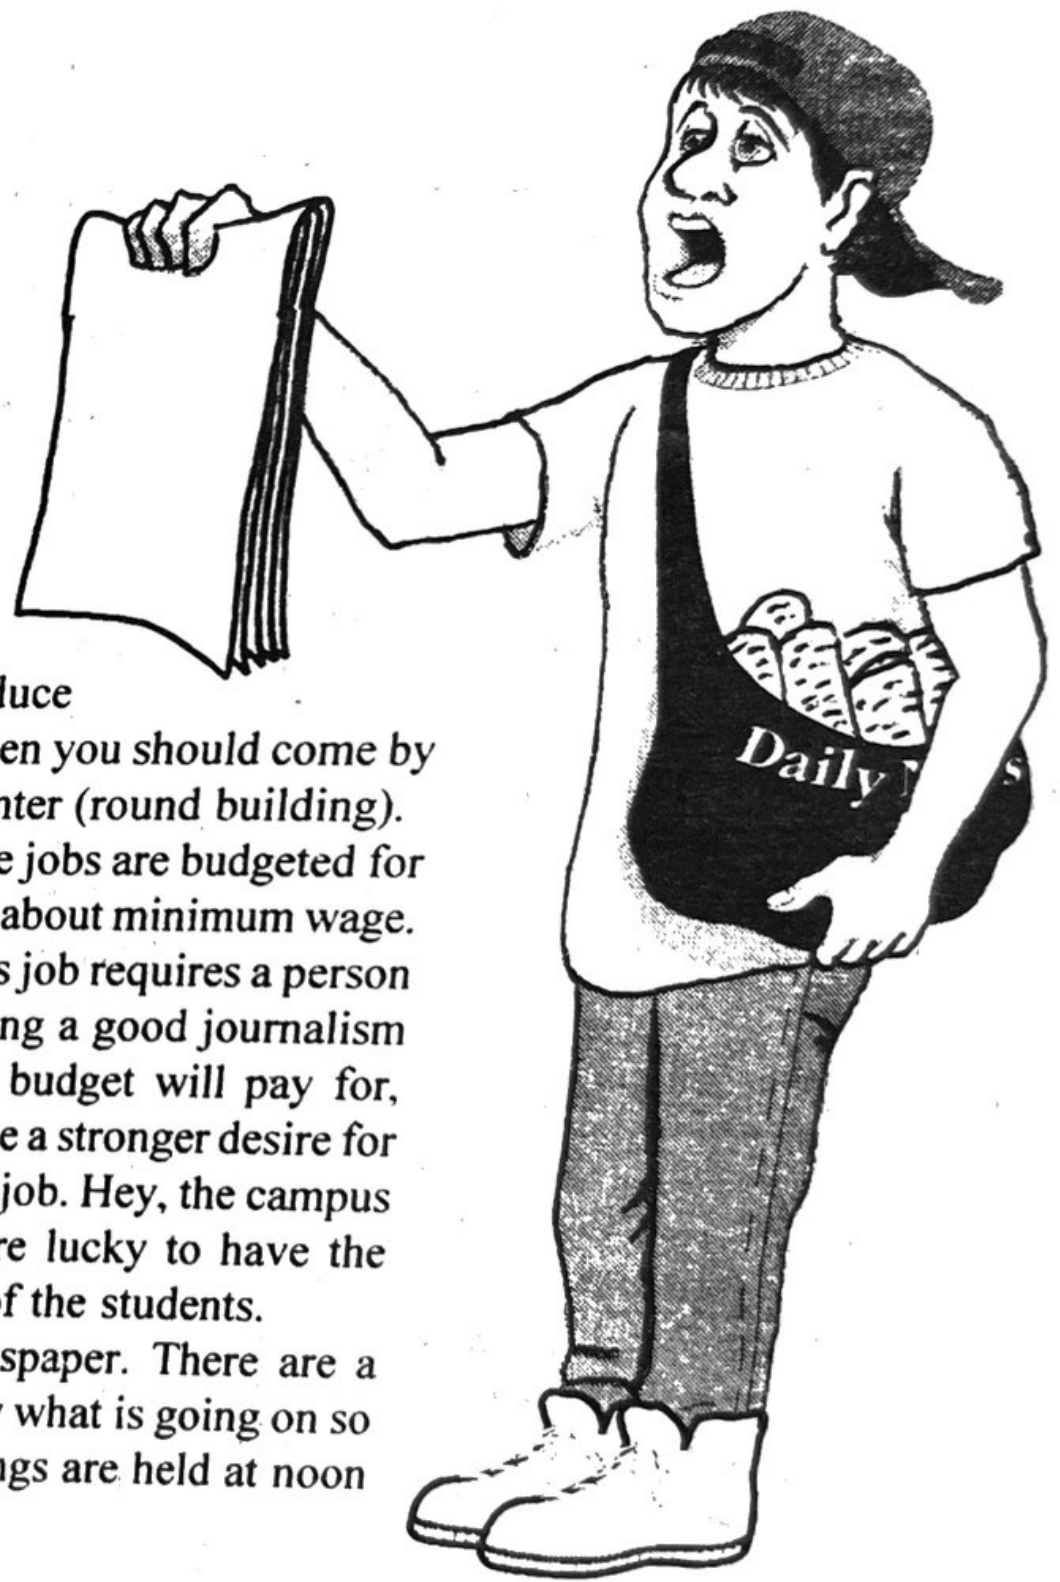 luce
en you should come by
nter (round building).
e jobs are budgeted for
about minimum wage.
s job requires a person
ng a good journalism
budget will pay for,
e a stronger desire for
job. Hey, the campus
re lucky to have the
of the students.
spaper. There are a
what is going on so
ngs are held at noon
Daily N s